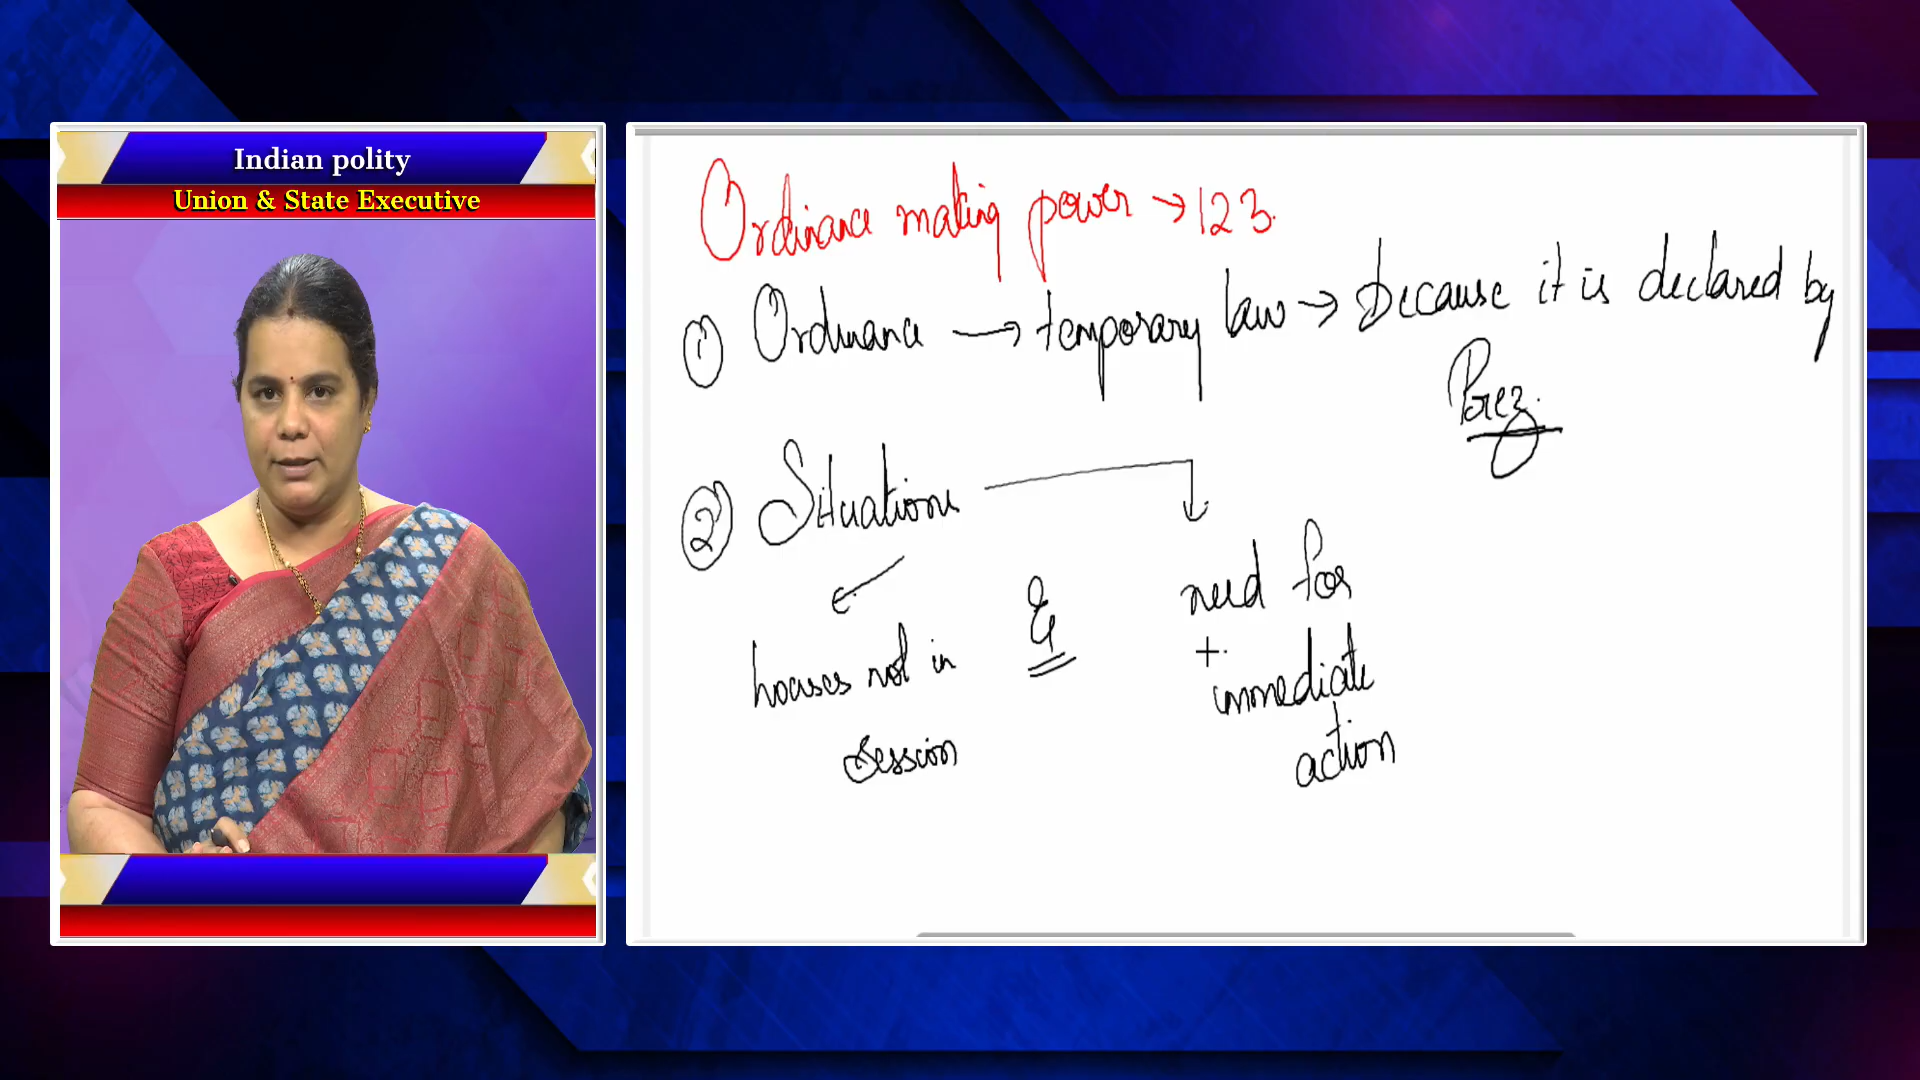 Indian polity
Union & State Executive
Ordinance making power → 123.
① Ordinance → temporary law → because it is declared by
Prez.
② Situations
houses not in
session
&
need for
+
immediate
action